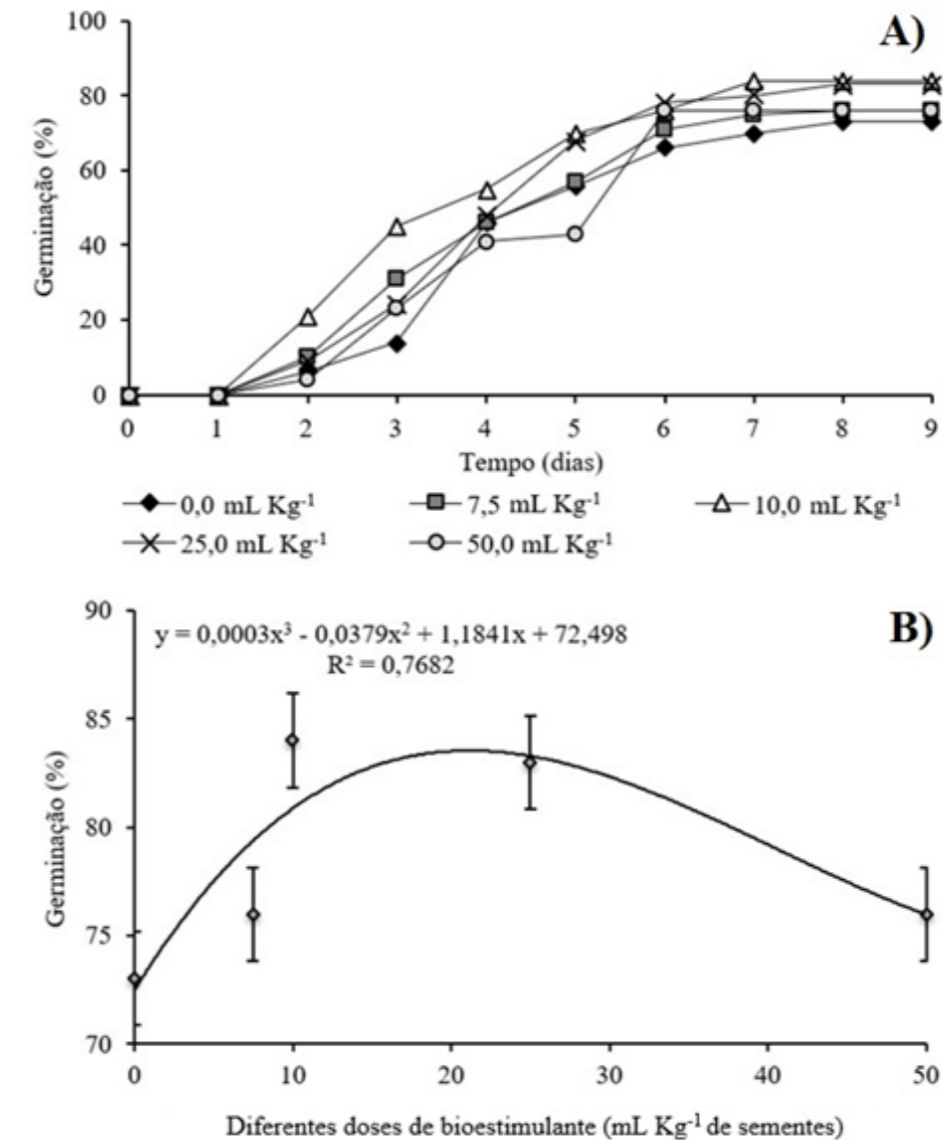 A)
100
80
60
40
20
0
Germinação (%)
0 1 2 3 4 5 6 7 8 9
Tempo (dias)
0,0 mL Kg⁻¹ 7,5 mL Kg⁻¹ 10,0 mL Kg⁻¹
25,0 mL Kg⁻¹ 50,0 mL Kg⁻¹
B)
90
85
80
75
70
Germinação (%)
y = 0,0003x³ - 0,0379x² + 1,1841x + 72,498
R² = 0,7682
0 10 20 30 40 50
Diferentes doses de bioestimulante (mL Kg⁻¹ de sementes)